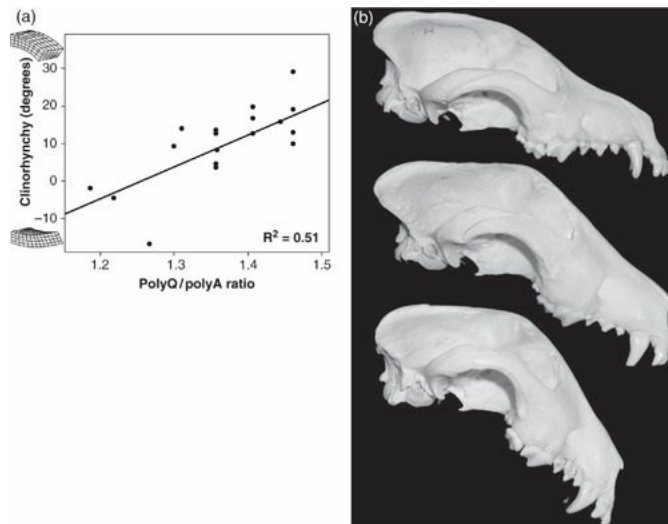 (a)
Clinorhynchy (degrees)
30
20
10
0
−10
R² = 0.51
1.2 1.3 1.4 1.5
PolyQ/polyA ratio
(b)